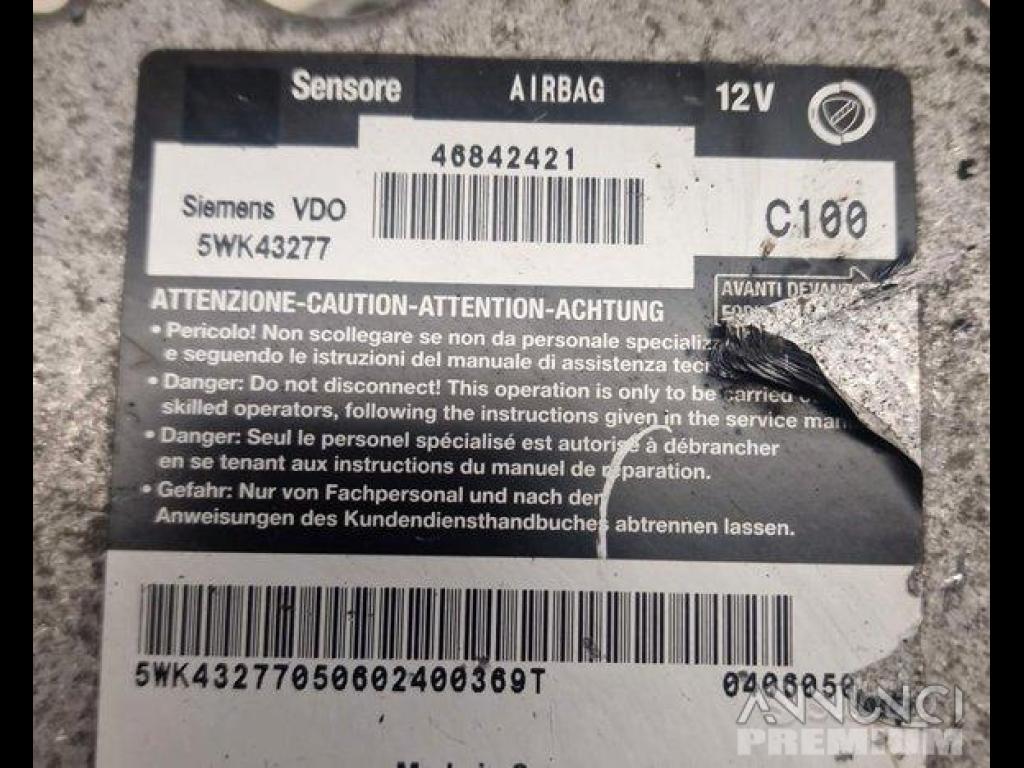 Sensore AIRBAG 12V
46842421
Siemens VDO
5WK43277
C100
AVANTI
ATTENZIONE-CAUTION-ATTENTION-ACHTUNG
• Pericolo! Non scollegare se non da personale
e seguendo le istruzioni del manuale di assistenza
• Danger: Do not disconnect! This operation is only to be carried
skilled operators, following the instructions given in the service
• Danger: Seul le personel spécialisé est autorisé à débrancher
en se tenant aux instructions du manuel de réparation.
• Gefahr: Nur von Fachpersonal und nach den
Anweisungen des Kundendiensthandbuches abtrennen lassen.
5WK43277050602400369T
ANNUNCI
PREMIUM